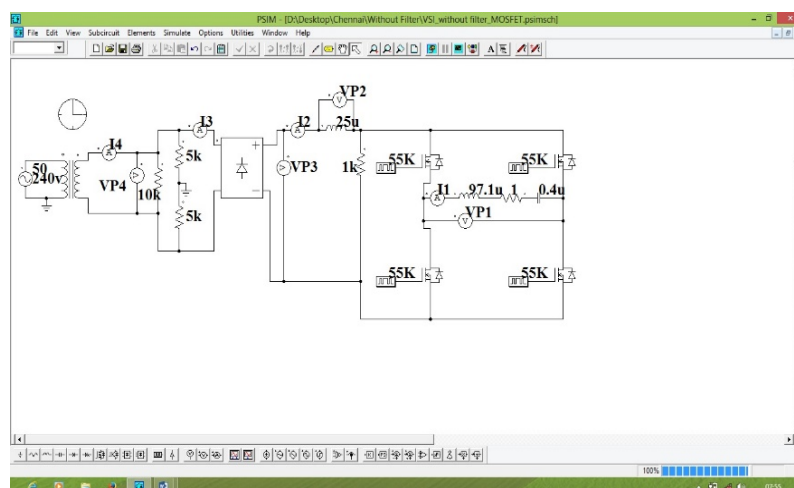 PSIM - [D:\Desktop\Chennai\Without Filter\VSI_without filter_MOSFET.psimsch]
File Edit View Subcircuit Elements Simulate Options Utilities Window Help
VP2
I3
I2
25u
I4
5k
55K
55K
50
240v
VP4
10k
VP3
1k
I1
97.1u
1
0.4u
5k
VP1
55K
55K
100%
02:55